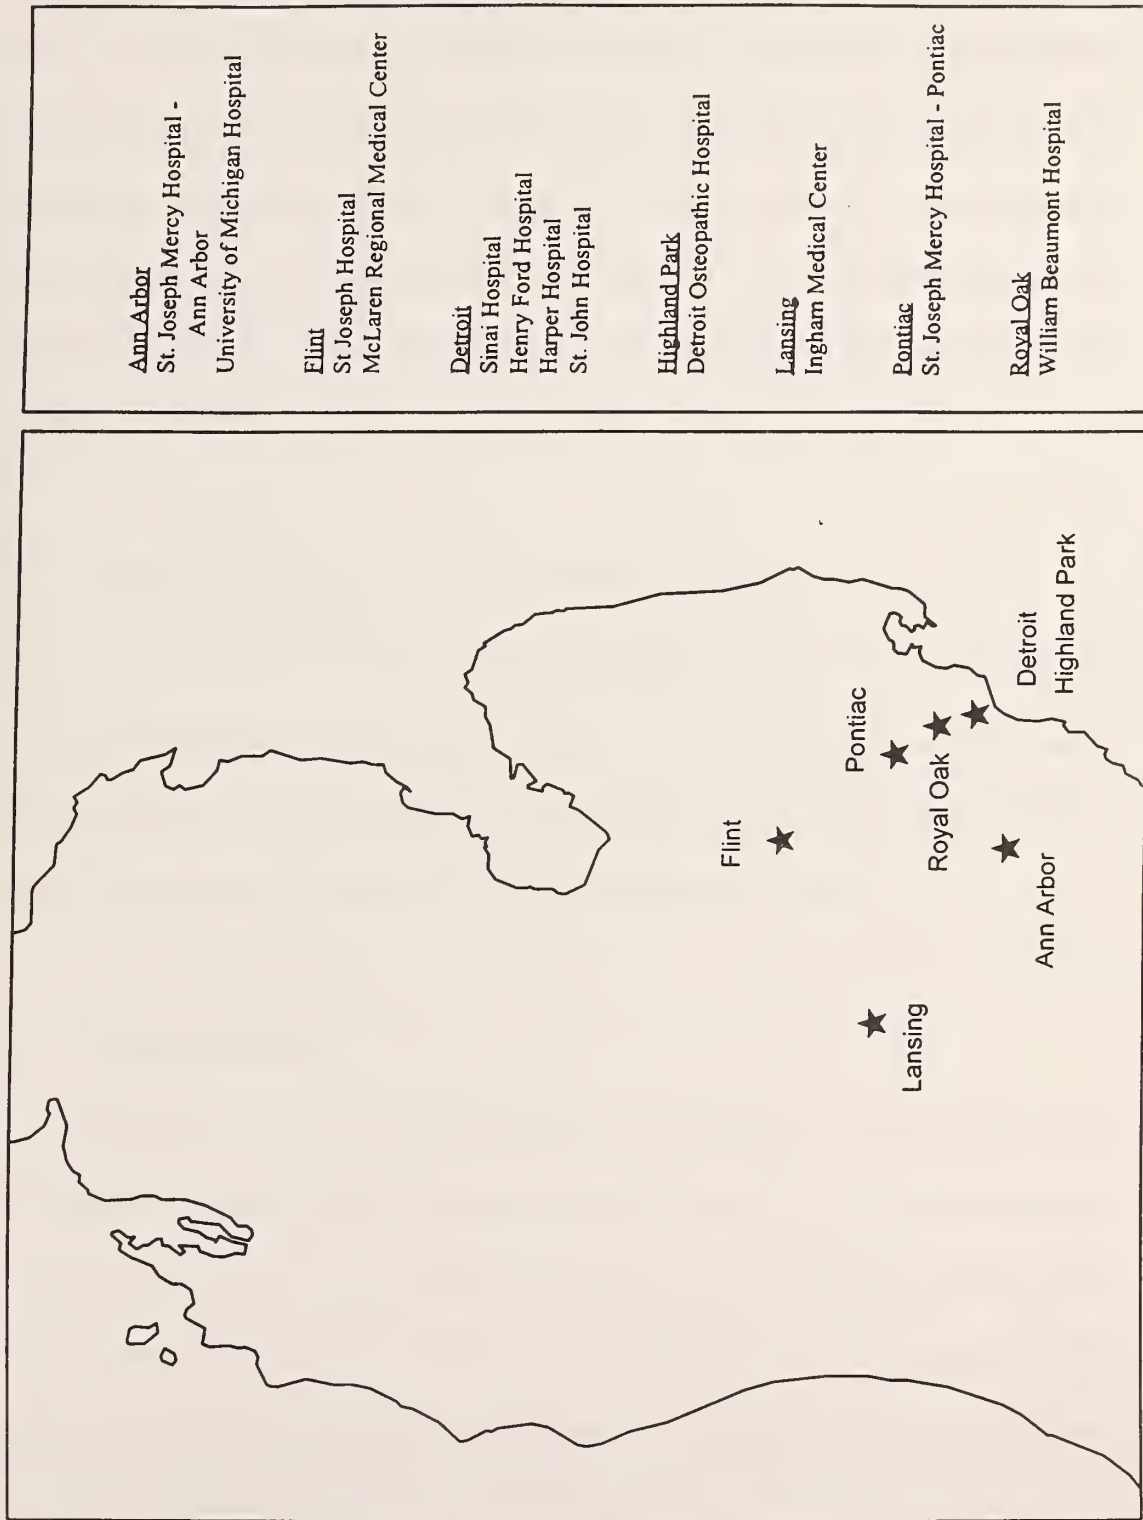 Ann Arbor
St. Joseph Mercy Hospital -
Ann Arbor
University of Michigan Hospital
Flint
St Joseph Hospital
McLaren Regional Medical Center
Detroit
Sinai Hospital
Henry Ford Hospital
Harper Hospital
St. John Hospital
Highland Park
Detroit Osteopathic Hospital
Lansing
Ingham Medical Center
Pontiac
St. Joseph Mercy Hospital - Pontiac
Royal Oak
William Beaumont Hospital
Flint
Pontiac
Lansing
Royal Oak
Ann Arbor
Detroit
Highland Park